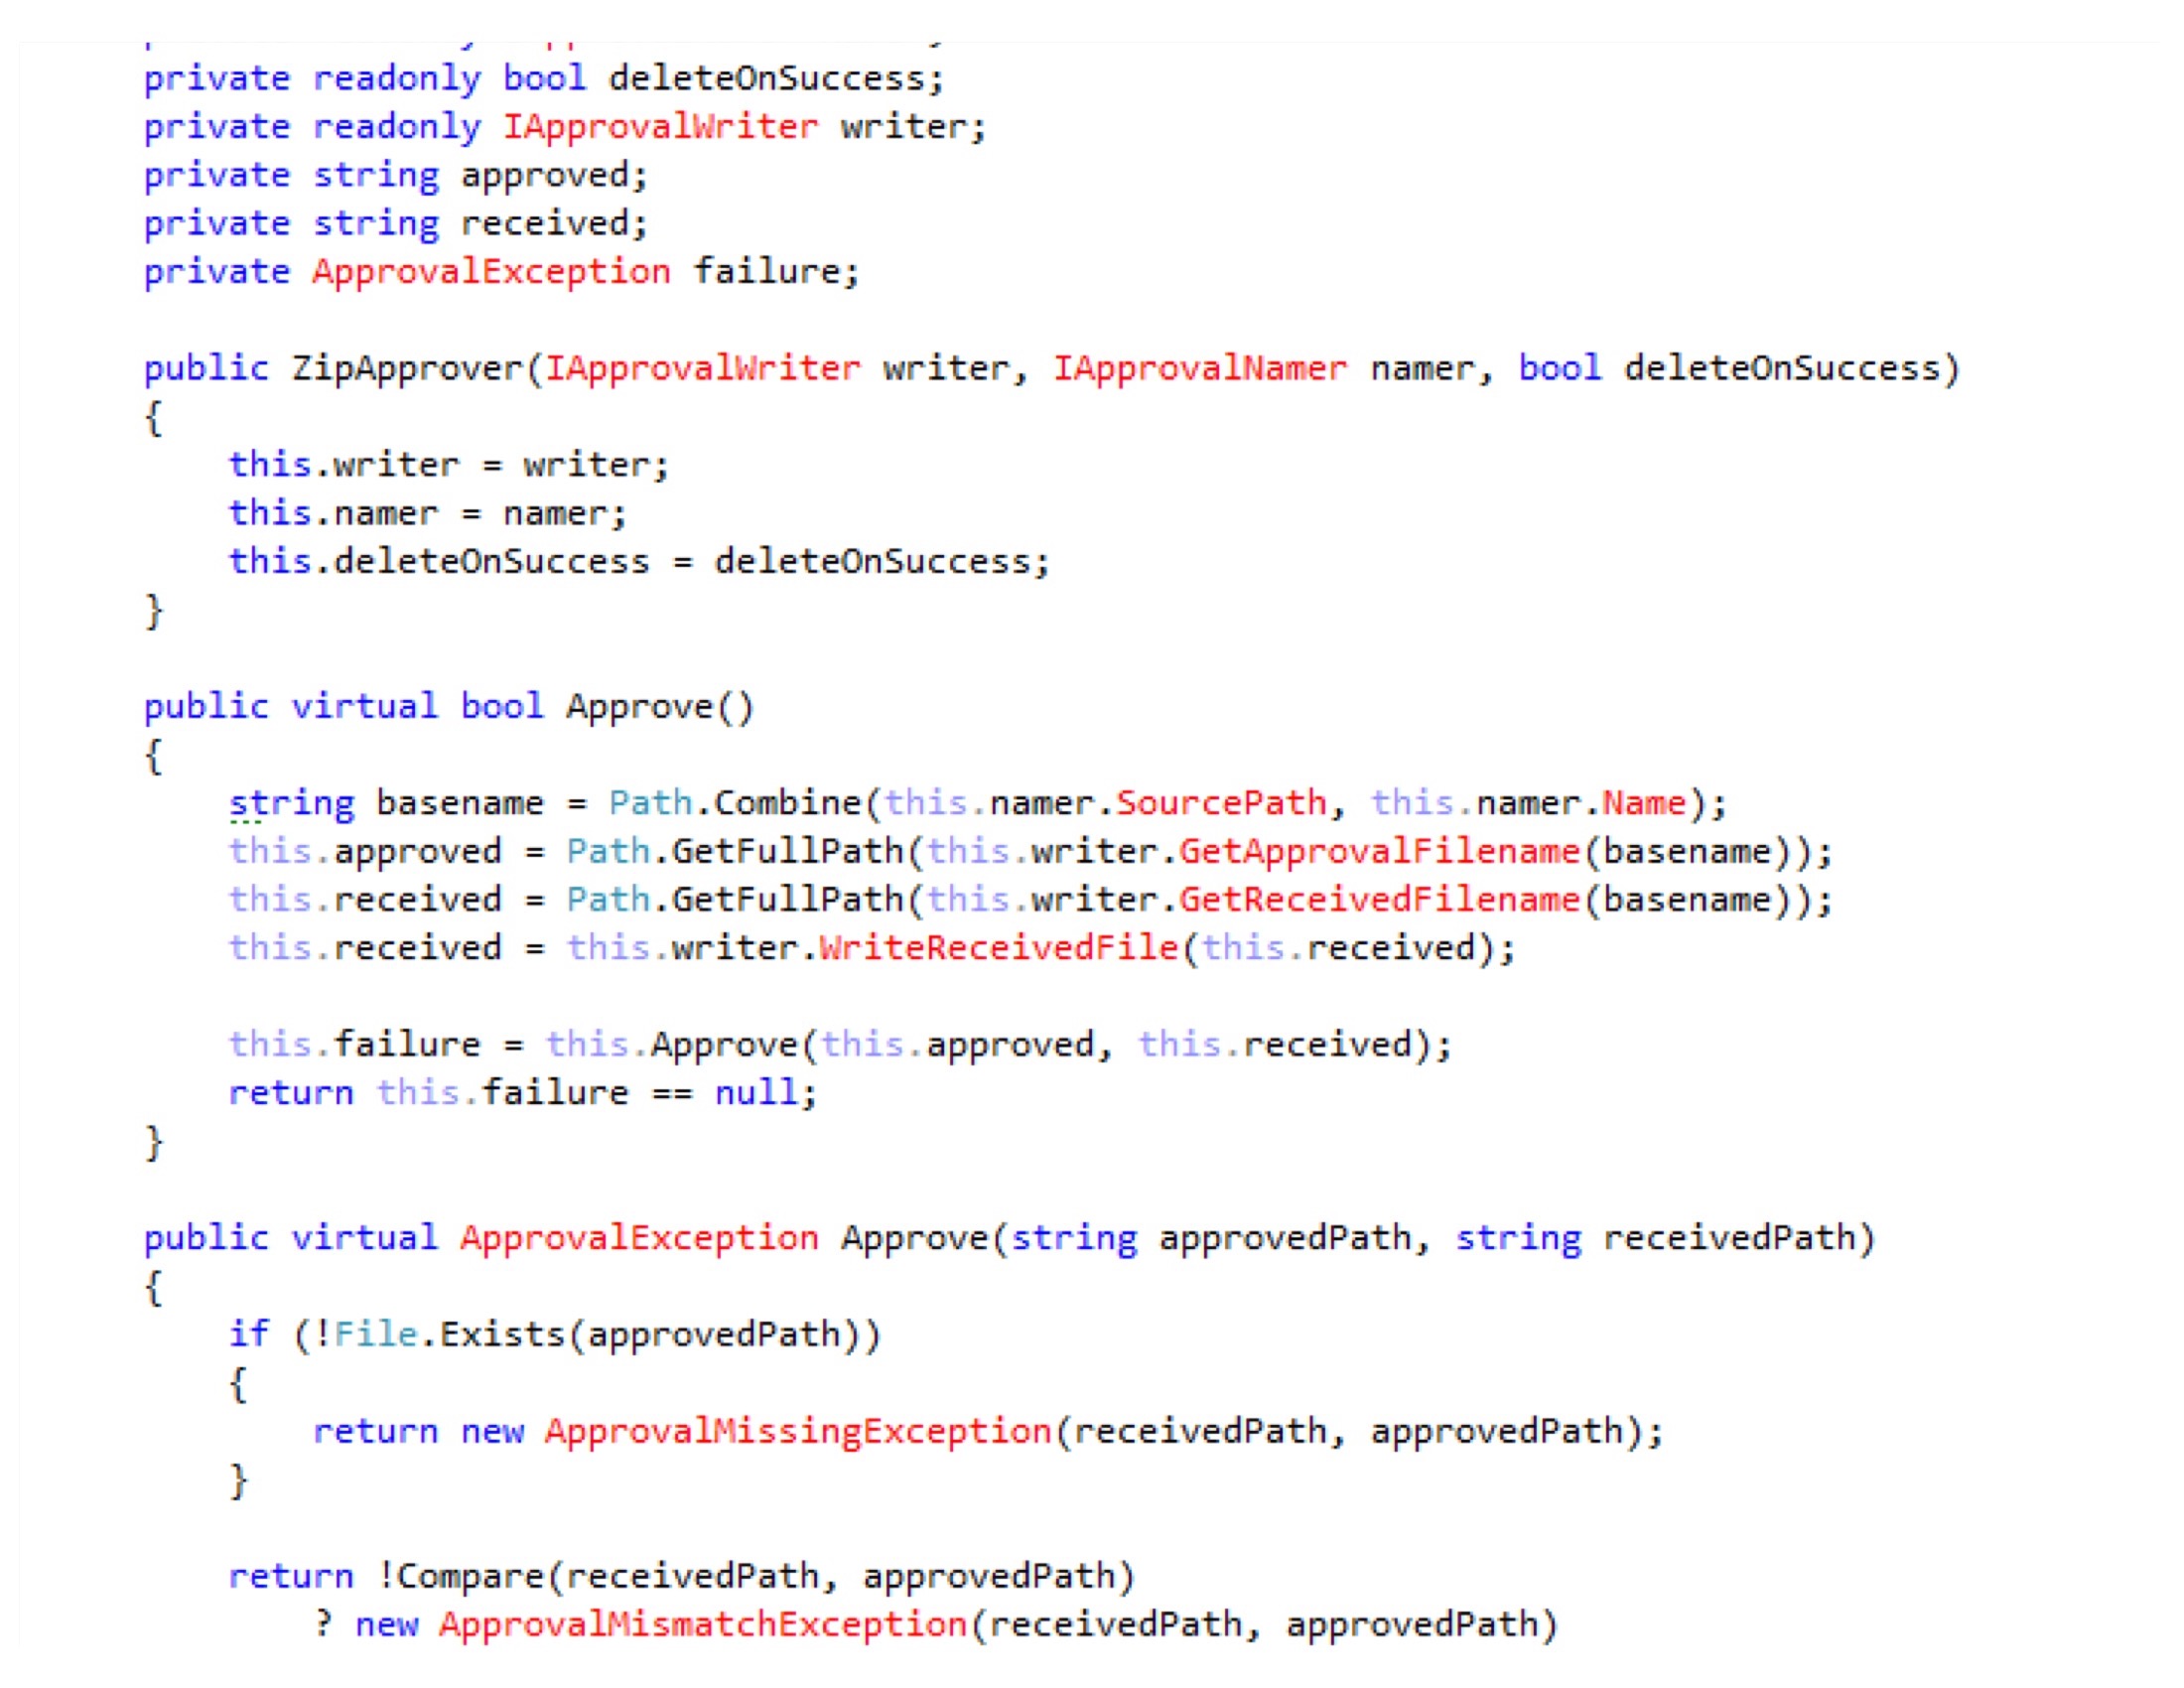 private readonly bool deleteOnSuccess;
private readonly IApprovalWriter writer;
private string approved;
private string received;
private ApprovalException failure;

public ZipApprover(IApprovalWriter writer, IApprovalNamer namer, bool deleteOnSuccess)
{
    this.writer = writer;
    this.namer = namer;
    this.deleteOnSuccess = deleteOnSuccess;
}

public virtual bool Approve()
{
    string basename = Path.Combine(this.namer.SourcePath, this.namer.Name);
    this.approved = Path.GetFullPath(this.writer.GetApprovalFilename(basename));
    this.received = Path.GetFullPath(this.writer.GetReceivedFilename(basename));
    this.received = this.writer.WriteReceivedFile(this.received);

    this.failure = this.Approve(this.approved, this.received);
    return this.failure == null;
}

public virtual ApprovalException Approve(string approvedPath, string receivedPath)
{
    if (!File.Exists(approvedPath))
    {
        return new ApprovalMissingException(receivedPath, approvedPath);
    }

    return !Compare(receivedPath, approvedPath)
        ? new ApprovalMismatchException(receivedPath, approvedPath)